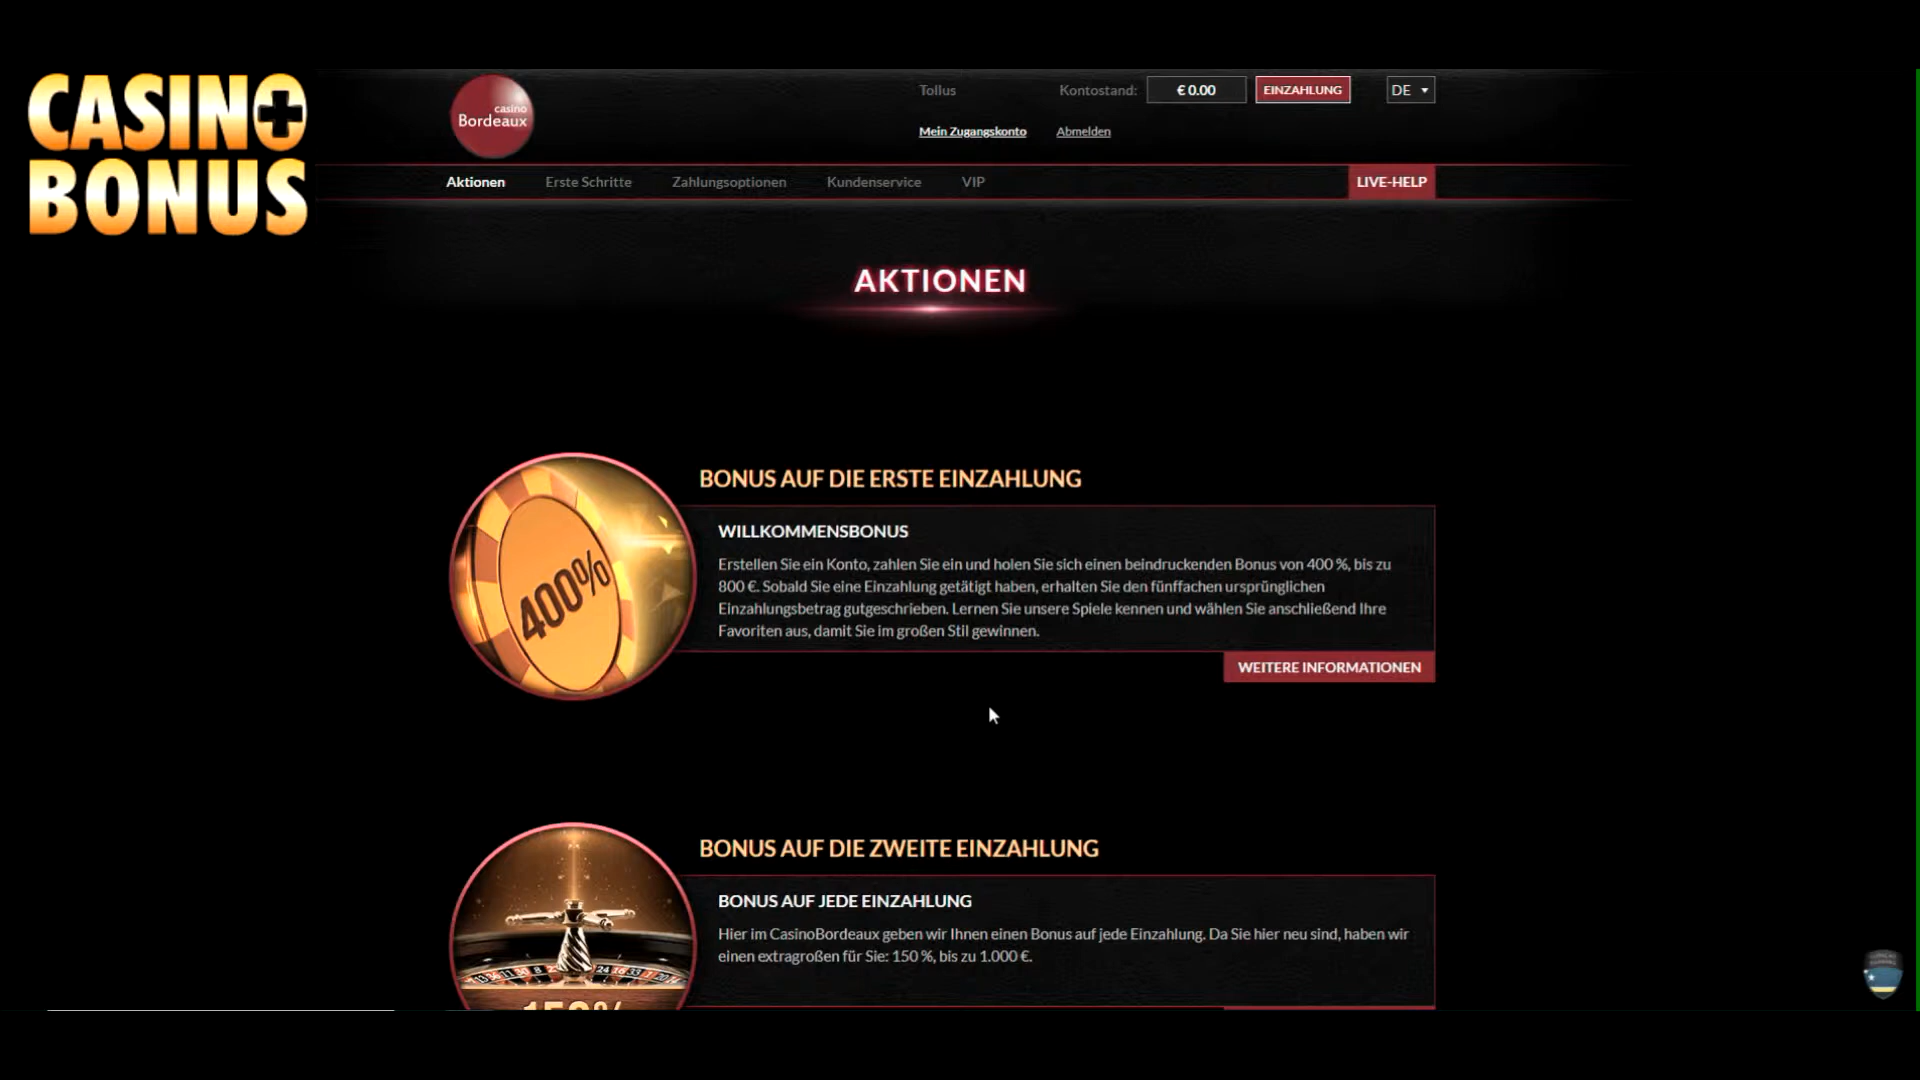 CASINO
BONUS
casino
Bordeaux
Tollus
Kontostand:
€ 0.00
EINZAHLUNG
DE
Mein Zugangskonto
Abmelden
Aktionen
Erste Schritte
Zahlungsoptionen
Kundenservice
VIP
LIVE-HELP
AKTIONEN
400%
BONUS AUF DIE ERSTE EINZAHLUNG
WILLKOMMENSBONUS
Erstellen Sie ein Konto, zahlen Sie ein und holen Sie sich einen beindruckenden Bonus von 400 %, bis zu
800 €. Sobald Sie eine Einzahlung getätigt haben, erhalten Sie den fünffachen ursprünglichen
Einzahlungsbetrag gutgeschrieben. Lernen Sie unsere Spiele kennen und wählen Sie anschließend Ihre
Favoriten aus, damit Sie im großen Stil gewinnen.
WEITERE INFORMATIONEN
BONUS AUF DIE ZWEITE EINZAHLUNG
BONUS AUF JEDE EINZAHLUNG
Hier im CasinoBordeaux geben wir Ihnen einen Bonus auf jede Einzahlung. Da Sie hier neu sind, haben wir
einen extragroßen für Sie: 150 %, bis zu 1.000 €.
150%